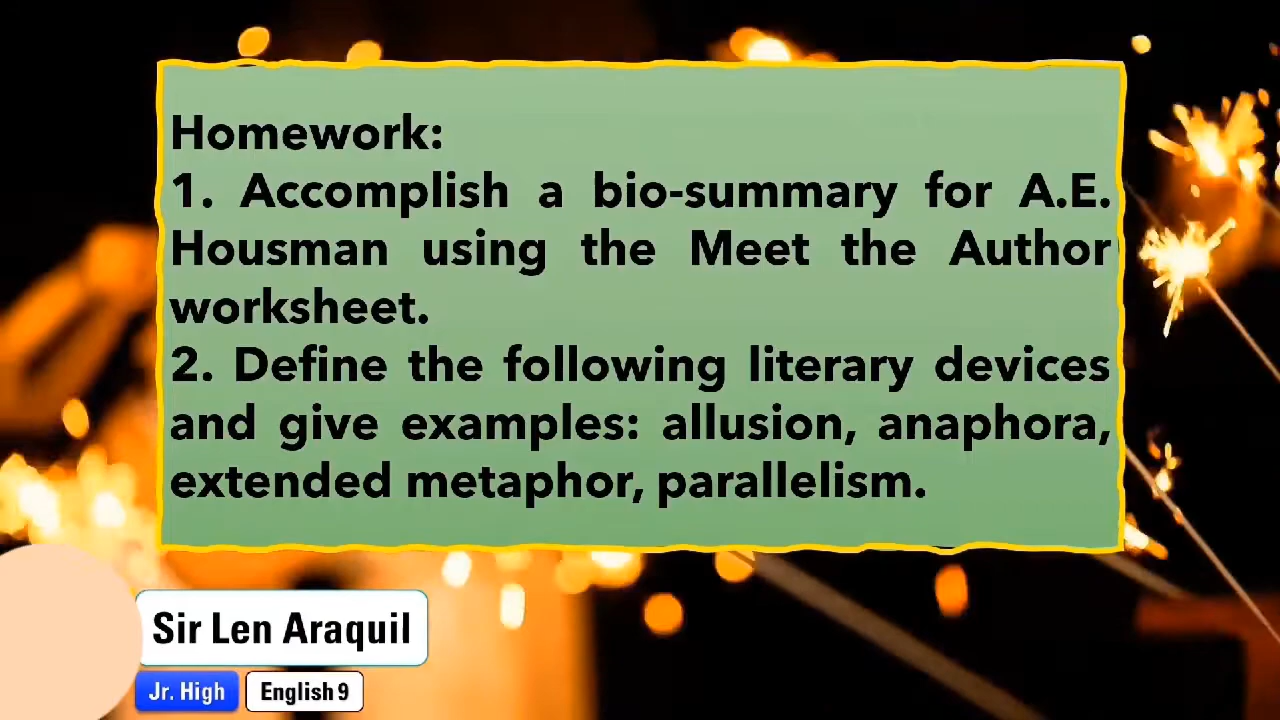 Homework:
1. Accomplish a bio-summary for A.E.
Housman using the Meet the Author
worksheet.
2. Define the following literary devices
and give examples: allusion, anaphora,
extended metaphor, parallelism.
Sir Len Araquil
Jr. High English 9